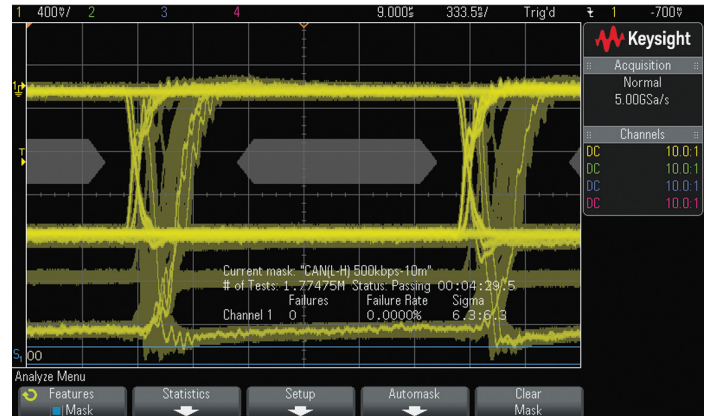 1 400▽/ 2 3 4 9.000s 333.5s/ Trig'd 1 -700▽
Keysight
Acquisition
Normal
5.00GSa/s
Channels
DC 10.0:1
DC 10.0:1
DC 10.0:1
DC 10.0:1
1
T
Current mask: "CAN(L-H) 500kbps-10m"
# of Tests: 1.77475M Status: Passing 00:04:29.5
Failures Failure Rate Sigma
Channel 1 0 0.0000% 6.3:6.3
S1 00
Analyze Menu
Features Statistics Setup Automask Clear
Mask Mask